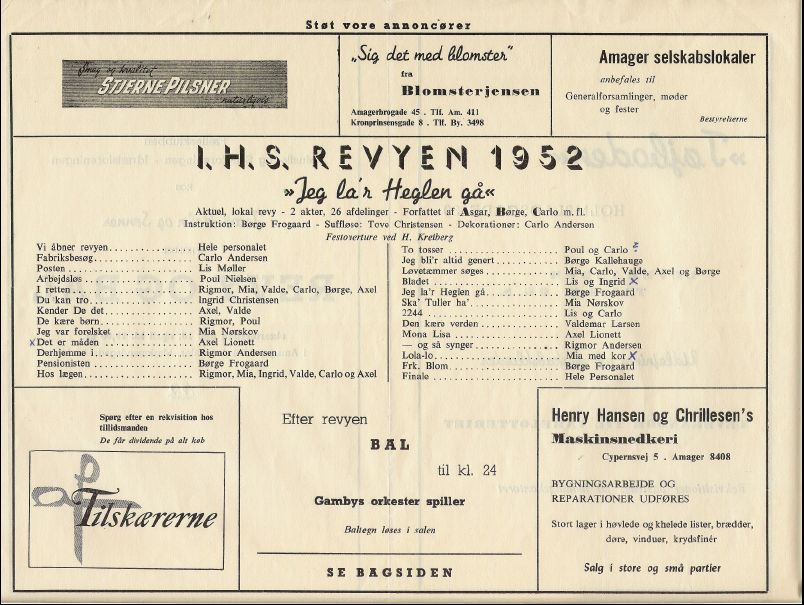 Støt vore annoncører
Smag og kvalitet
STJERNE PILSNER
naturligvis
„Sig det med blomster“
fra
Blomsterjensen
Amagerbrogade 45 . Tlf. Am. 411
Kronprinsensgade 8 . Tlf. By. 3498
Amager selskabslokaler
anbefales til
Generalforsamlinger, møder
og fester
Bestyrelserne
I.H.S. REVYEN 1952
»Jeg la'r Heglen gå«
Aktuel, lokal revy - 2 akter, 26 afdelinger - Forfattet af Asgar, Børge, Carlo m. fl.
Instruktion: Børge Frogaard - Suffløse: Tove Christensen - Dekorationer: Carlo Andersen
Festouverture ved H. Kretberg
Vi åbner revyen.................. Hele personalet
Fabriksbesøg.................... Carlo Andersen
Posten.......................... Lis Møller
Arbejdsløs...................... Poul Nielsen
I retten........................ Rigmor, Mia, Valde, Carlo, Børge, Axel
Du kan tro...................... Ingrid Christensen
Kender De det................... Axel, Valde
De kære børn.................... Rigmor, Poul
Jeg var forelsket............... Mia Nørskov
x Det er måden.................. Axel Lionett
Derhjemme i..................... Rigmor Andersen
Pensionisten.................... Børge Frogaard
Hos lægen....................... Rigmor, Mia, Ingrid, Valde, Carlo og Axel
To tosser....................... Poul og Carlo ?
Jeg bli'r altid genert.......... Børge Kallehauge
Løvetæmmer søges................ Mia, Carlo, Valde, Axel og Børge
Bladet.......................... Lis og Ingrid x
Jeg la'r Heglen gå.............. Børge Frogaard
Ska' Tuller ha'................. Mia Nørskov
2244............................ Lis og Carlo
Den kære verden................. Valdemar Larsen
Mona Lisa....................... Axel Lionett
— og så synger.................. Rigmor Andersen
Lola-lo......................... Mia med kor x
Frk. Blom....................... Børge Frogaard
Finale.......................... Hele Personalet
Spørg efter en rekvisition hos
tillidsmanden
De får dividende på alt køb
Tilskærerne
Efter revyen
BAL
til kl. 24
Gambys orkester spiller
Baltegn løses i salen
SE BAGSIDEN
Henry Hansen og Chrillesen's
Maskinsnedkeri
Cypernsvej 5 . Amager 8408
BYGNINGSARBEJDE OG
REPARATIONER UDFØRES
Stort lager i høvlede og khelede lister, brædder,
døre, vinduer, krydsfinér
Salg i store og små partier